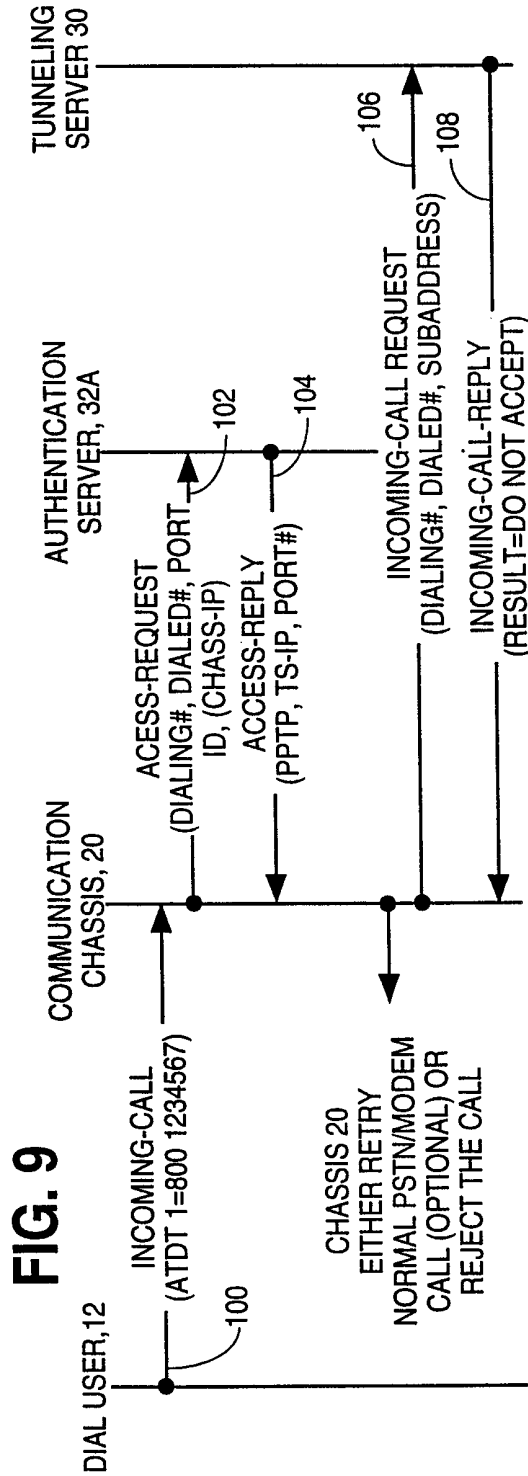 FIG. 9
DIAL USER,12
COMMUNICATION
CHASSIS, 20
AUTHENTICATION
SERVER, 32A
TUNNELING
SERVER 30
INCOMING-CALL
(ATDT 1=800 1234567)
100
ACESS-REQUEST
(DIALING#, DIALED#, PORT
ID, (CHASS-IP)
102
ACCESS-REPLY
(PPTP, TS-IP, PORT#)
104
CHASSIS 20
EITHER RETRY
NORMAL PSTN/MODEM
CALL (OPTIONAL) OR
REJECT THE CALL
INCOMING-CALL REQUEST
(DIALING#, DIALED#, SUBADDRESS)
106
INCOMING-CALL-REPLY
(RESULT=DO NOT ACCEPT)
108